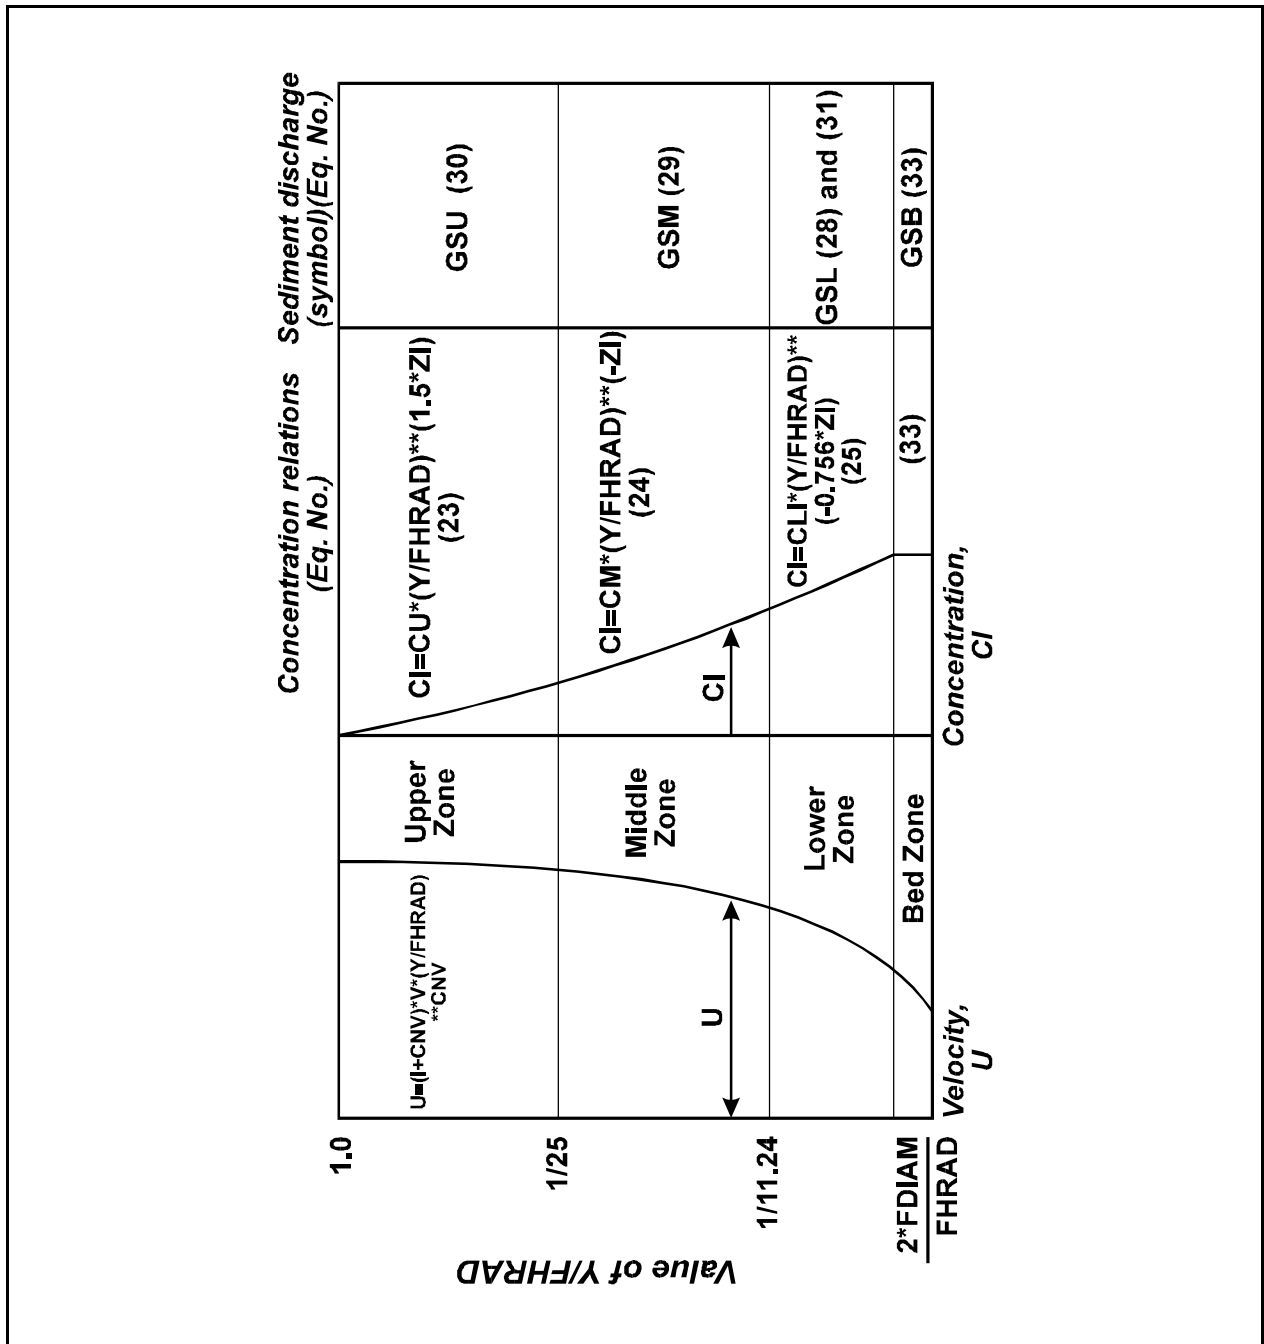 Concentration relations
(Eq. No.)
Sediment discharge
(symbol)(Eq. No.)
Value of Y/FHRAD
1.0
U=(I+CNV)*V*(Y/FHRAD)
**CNV
Upper
Zone
CI=CU*(Y/FHRAD)**(1.5*ZI)
(23)
GSU (30)
1/25
Middle
Zone
CI=CM*(Y/FHRAD)**(-ZI)
(24)
GSM (29)
U
CI
1/11.24
Lower
Zone
CI=CLI*(Y/FHRAD)**
(-0.756*ZI)
(25)
GSL (28) and (31)
2*FDIAM
FHRAD
Bed Zone
(33)
GSB (33)
Velocity,
U
Concentration,
CI